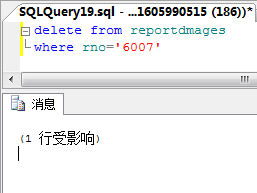 SQLQuery19.sql - ...1605990515 (186))*
delete from reportdmages
where rno='6007'
消息
(1 行受影响)